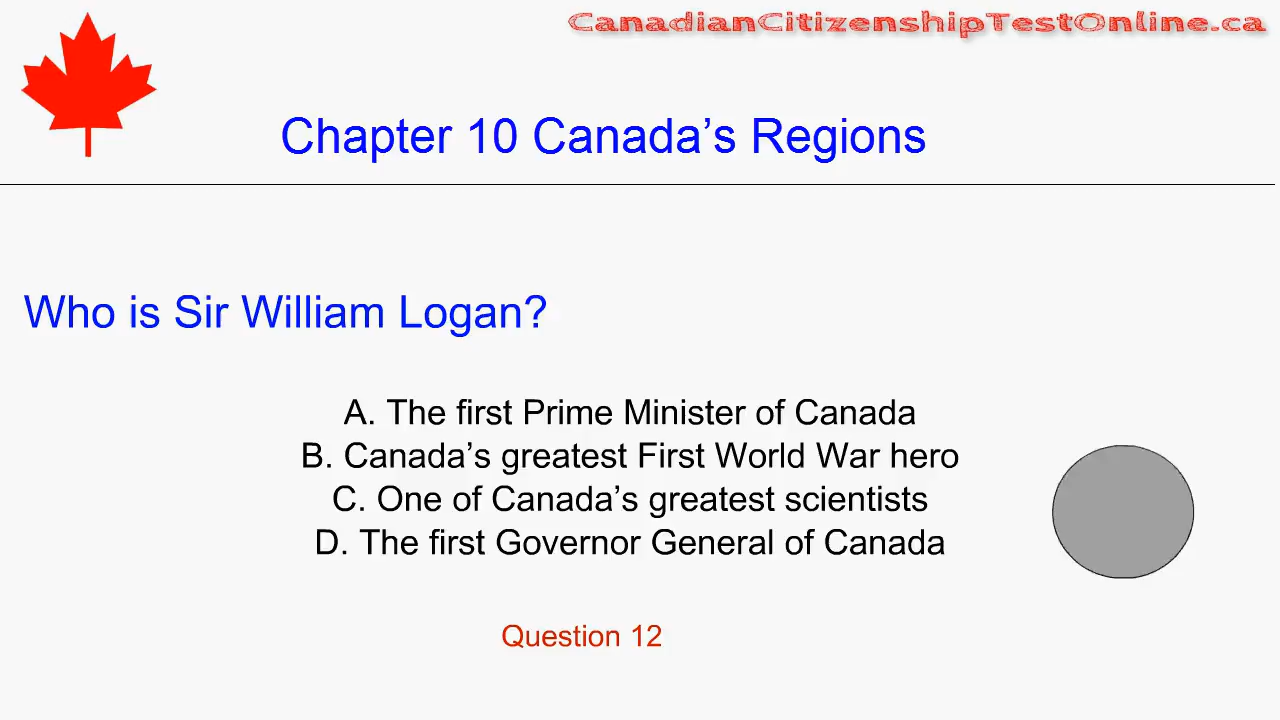 CanadianCitizenshipTestOnline.ca
Chapter 10 Canada’s Regions
Who is Sir William Logan?
A. The first Prime Minister of Canada
B. Canada’s greatest First World War hero
C. One of Canada’s greatest scientists
D. The first Governor General of Canada
Question 12